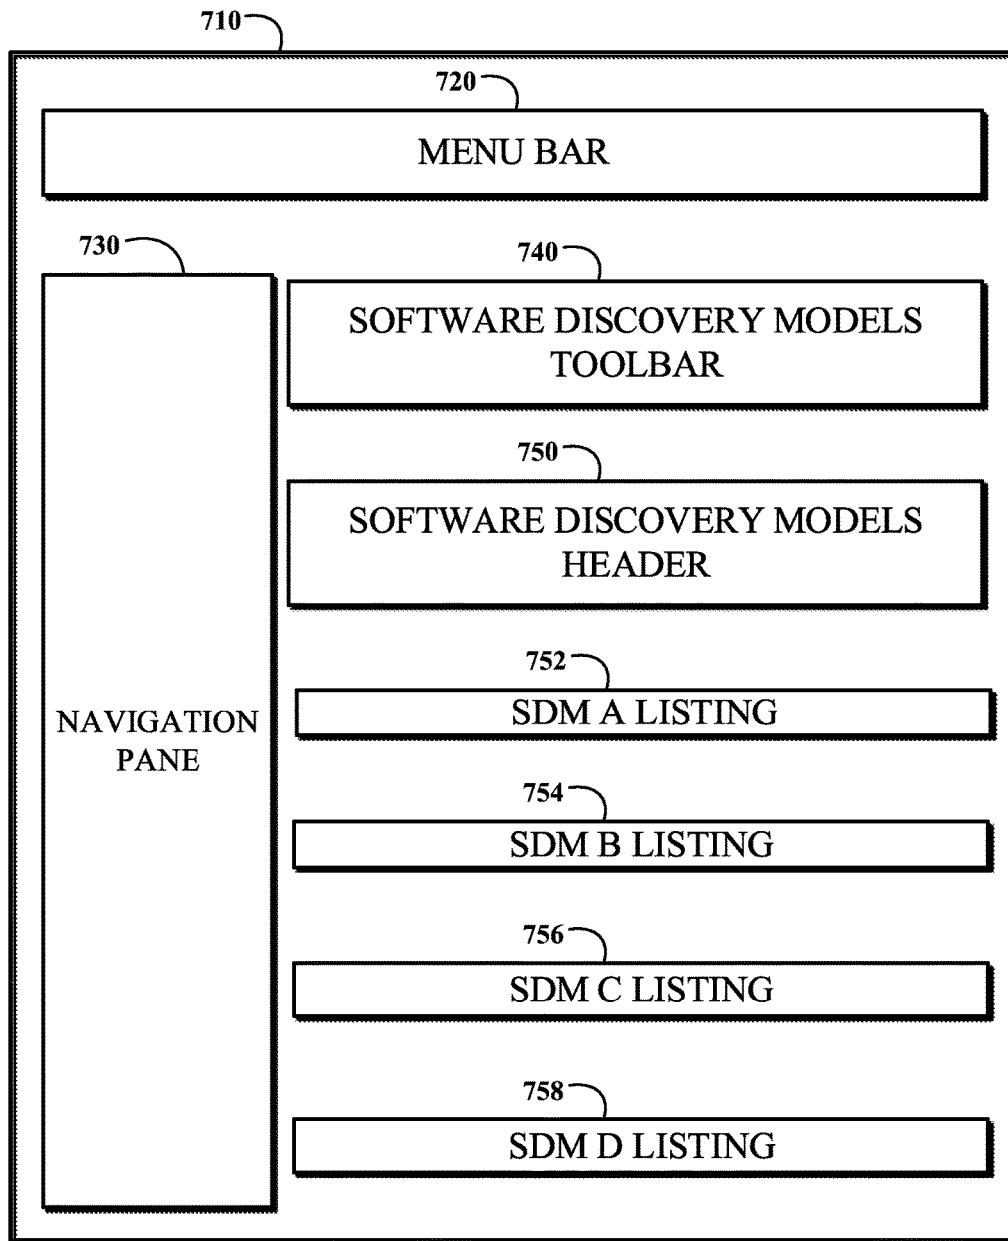 710
720
MENU BAR
730
740
SOFTWARE DISCOVERY MODELS
TOOLBAR
750
SOFTWARE DISCOVERY MODELS
HEADER
NAVIGATION
PANE
752
SDM A LISTING
754
SDM B LISTING
756
SDM C LISTING
758
SDM D LISTING